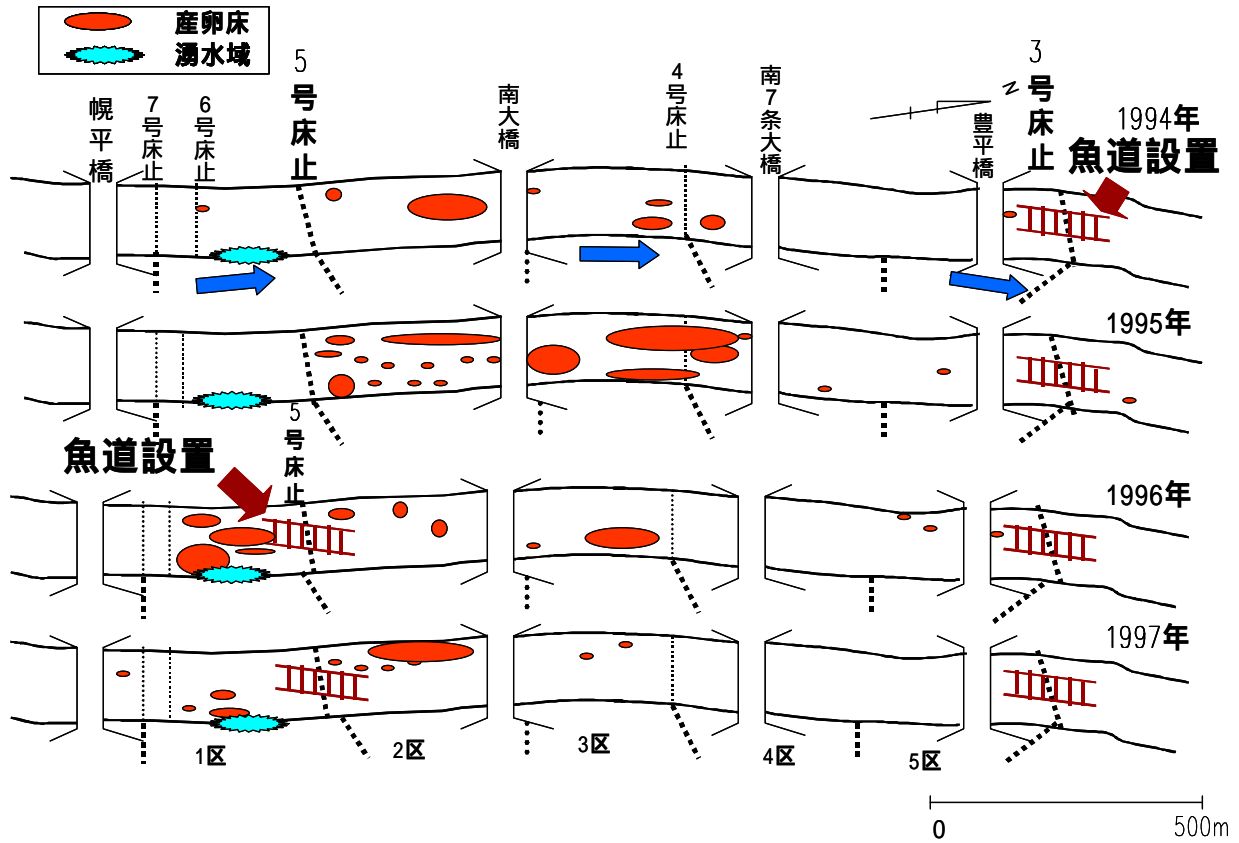 産卵床
湧水域
幌平橋
7号床止
6号床止
5号床止
南大橋
4号床止
南7条大橋
豊平橋
N
3号床止
1994年
魚道設置
1995年
魚道設置
5号床止
1996年
1997年
1区
2区
3区
4区
5区
0
500m